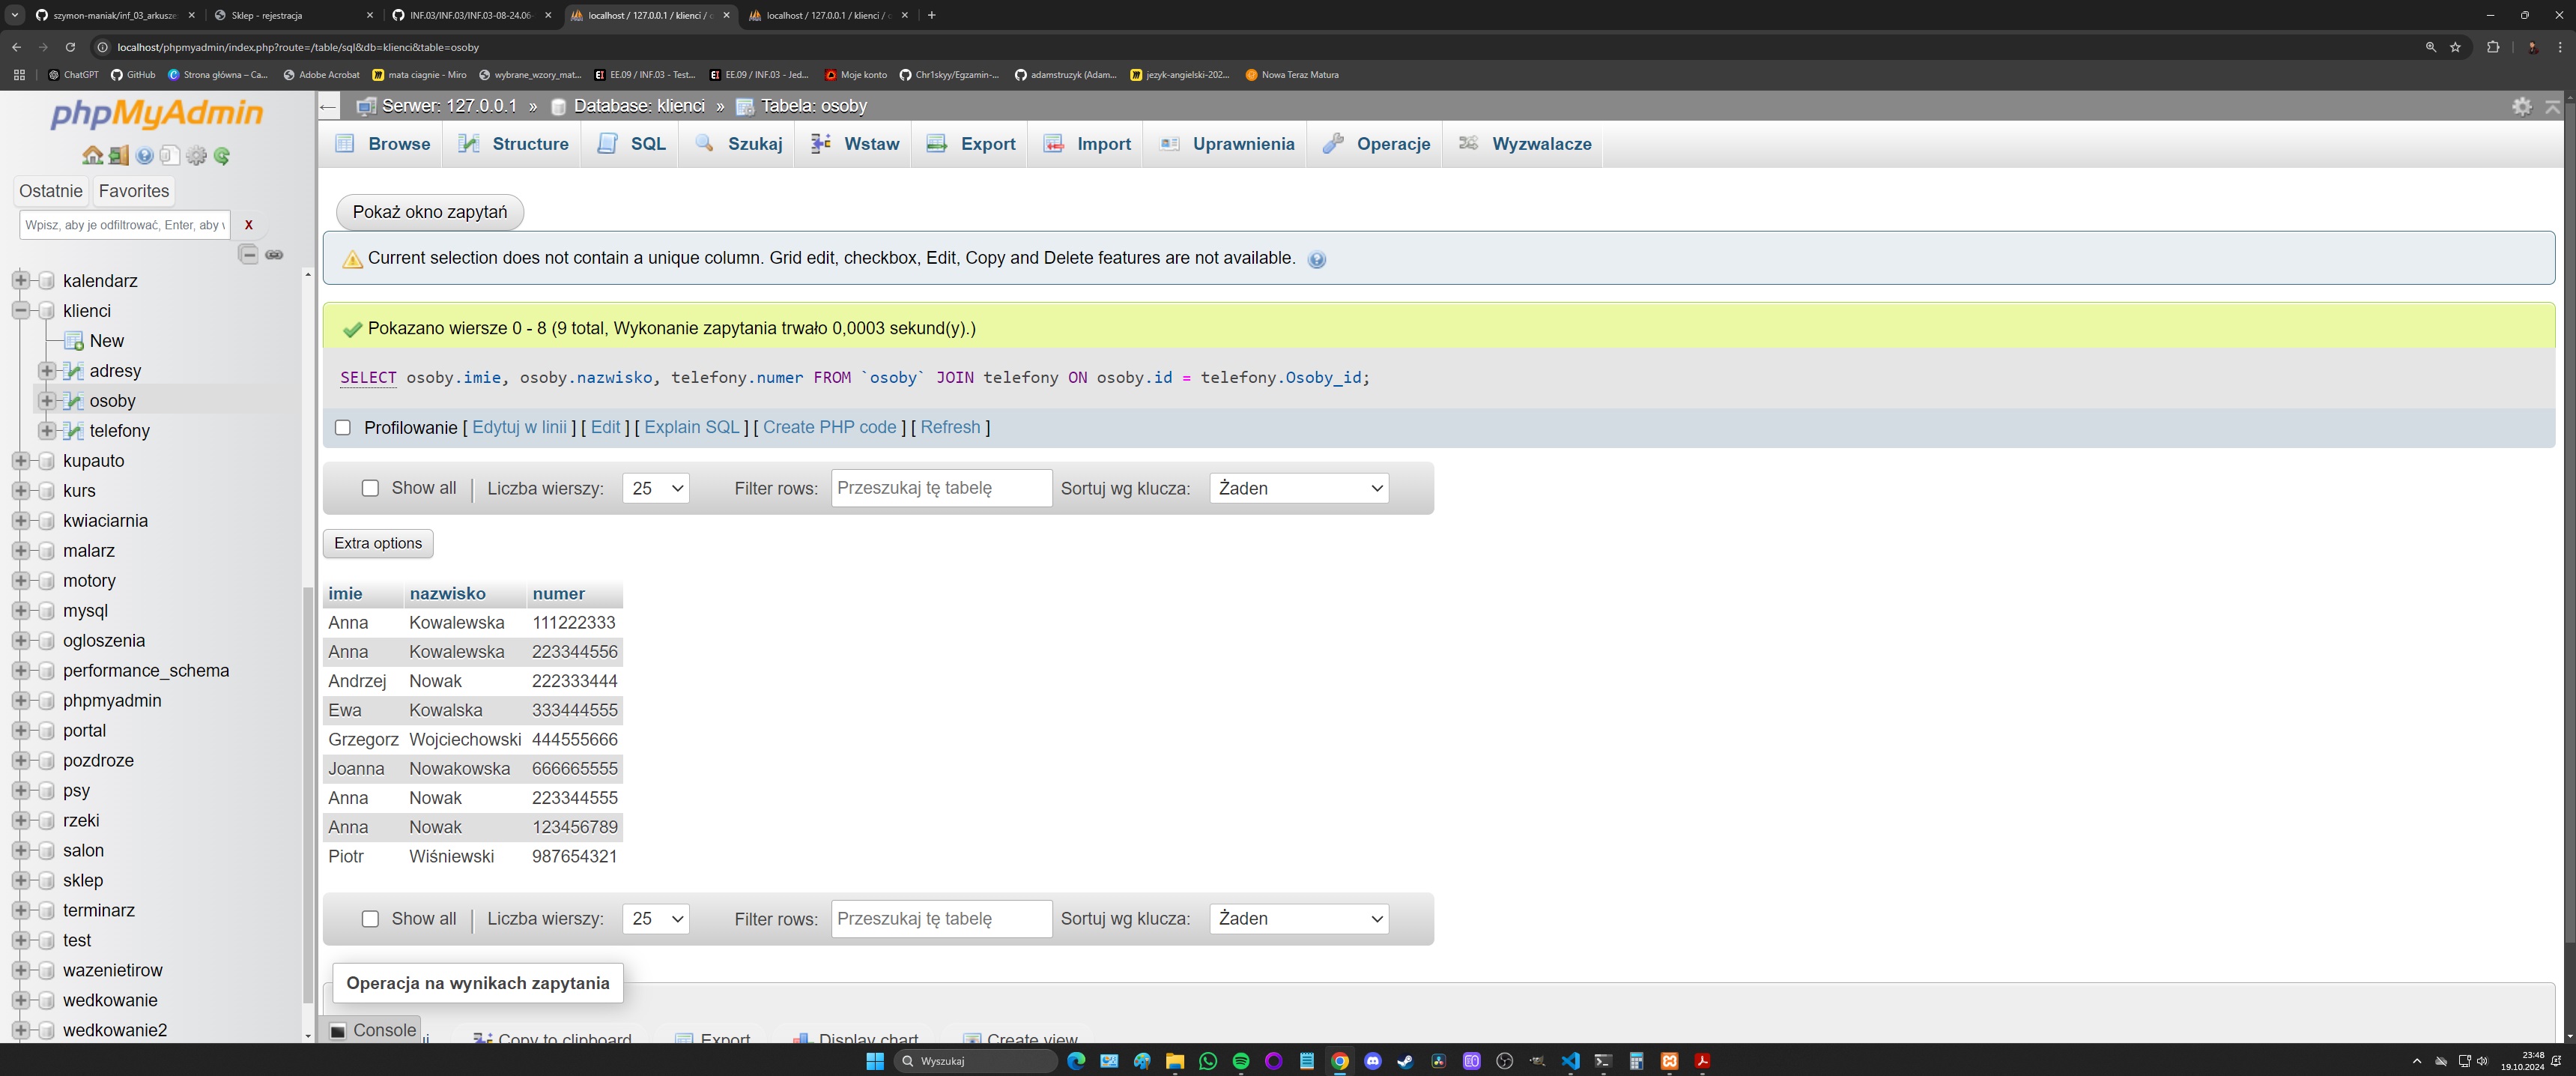 szymon-maniak/inf_03_arkusze
Sklep - rejestracja
INF.03/INF.03/INF.03-08-24.06-
localhost / 127.0.0.1 / klienci / o
localhost / 127.0.0.1 / klienci / o
localhost/phpmyadmin/index.php?route=/table/sql&db=klienci&table=osoby
ChatGPT
GitHub
Strona główna – Ca...
Adobe Acrobat
mata ciagnie - Miro
wybrane_wzory_mat...
EE.09 / INF.03 - Test...
EE.09 / INF.03 - Jed...
Moje konto
Chr1skyy/Egzamin-...
adamstruzyk (Adam...
jezyk-angielski-202...
Nowa Teraz Matura
phpMyAdmin
Ostatnie Favorites
Wpisz, aby je odfiltrować, Enter, aby w X
kalendarz
klienci
New
adresy
osoby
telefony
kupauto
kurs
kwiaciarnia
malarz
motory
mysql
ogloszenia
performance_schema
phpmyadmin
portal
pozdroze
psy
rzeki
salon
sklep
terminarz
test
wazenietirow
wedkowanie
wedkowanie2
Serwer: 127.0.0.1 » Database: klienci » Tabela: osoby
Browse Structure SQL Szukaj Wstaw Export Import Uprawnienia Operacje Wyzwalacze
Pokaż okno zapytań
Current selection does not contain a unique column. Grid edit, checkbox, Edit, Copy and Delete features are not available.
Pokazano wiersze 0 - 8 (9 total, Wykonanie zapytania trwało 0,0003 sekund(y).)
SELECT osoby.imie, osoby.nazwisko, telefony.numer FROM `osoby` JOIN telefony ON osoby.id = telefony.Osoby_id;
Profilowanie [ Edytuj w linii ] [ Edit ] [ Explain SQL ] [ Create PHP code ] [ Refresh ]
Show all Liczba wierszy: 25 Filter rows: Przeszukaj tę tabelę Sortuj wg klucza: Żaden
Extra options
imie nazwisko numer
Anna Kowalewska 111222333
Anna Kowalewska 223344556
Andrzej Nowak 222333444
Ewa Kowalska 333444555
Grzegorz Wojciechowski 444555666
Joanna Nowakowska 666665555
Anna Nowak 223344555
Anna Nowak 123456789
Piotr Wiśniewski 987654321
Show all Liczba wierszy: 25 Filter rows: Przeszukaj tę tabelę Sortuj wg klucza: Żaden
Operacja na wynikach zapytania
Console
Copy to clipboard Export Display chart Create view
Wyszukaj
23:48
19.10.2024